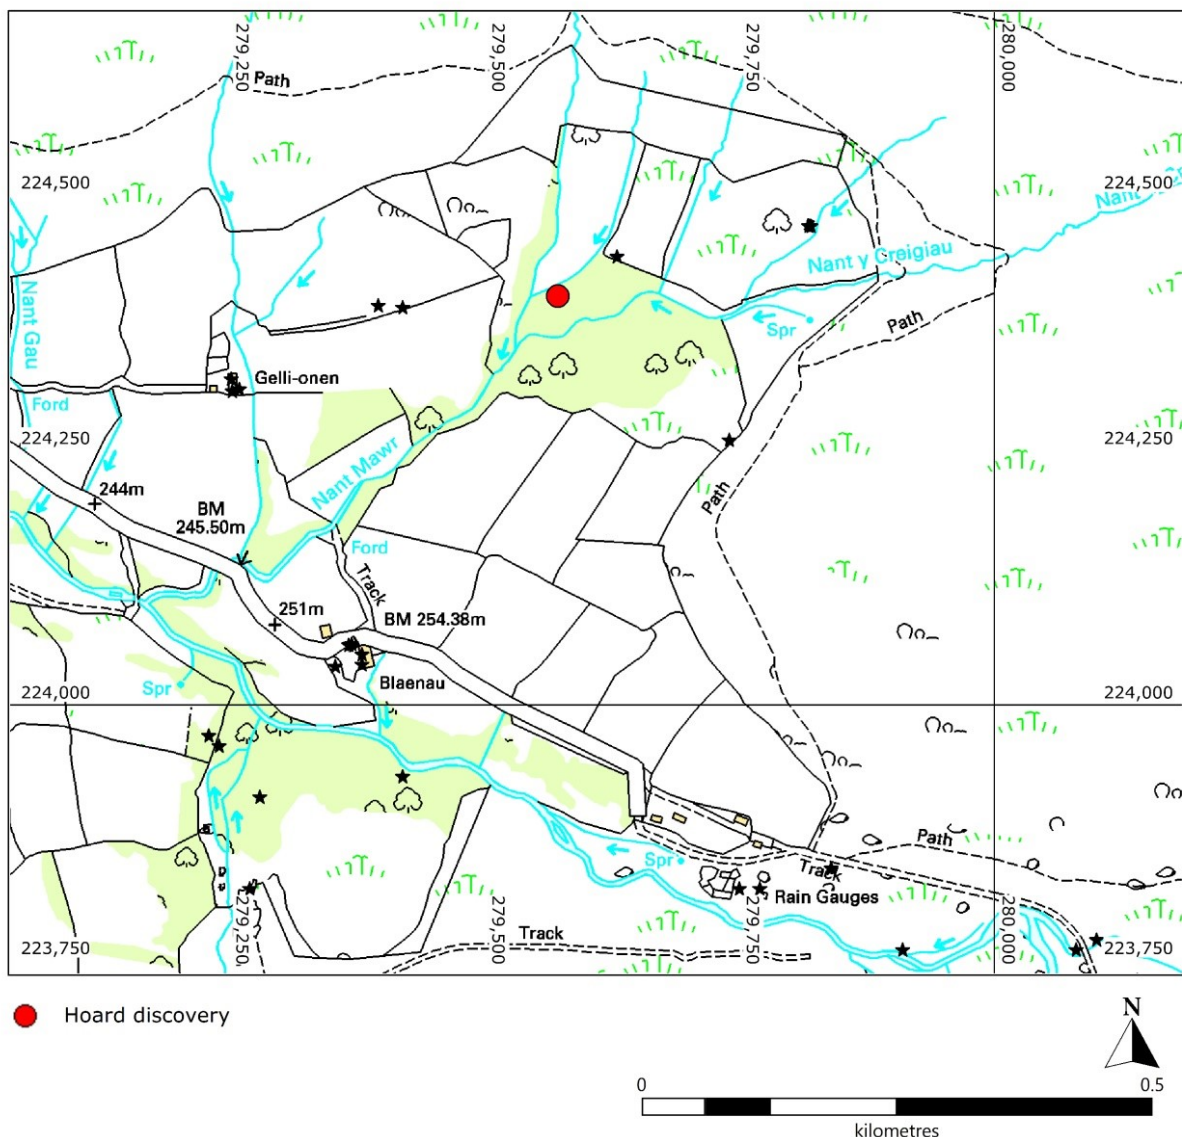 279,250
279,500
279,750
280,000
Path
224,500
224,500
Nant y Creigiau
Nant
Nant Gau
Spr
Path
Gelli-onen
Ford
224,250
224,250
Nant Mawr
244m
BM
245.50m
Path
Ford
Track
251m
BM 254.38m
Spr
Blaenau
224,000
224,000
Path
Spr
Track
Rain Gauges
279,250
279,500
279,750
280,000
Track
223,750
223,750
Hoard discovery
N
0
0.5
kilometres